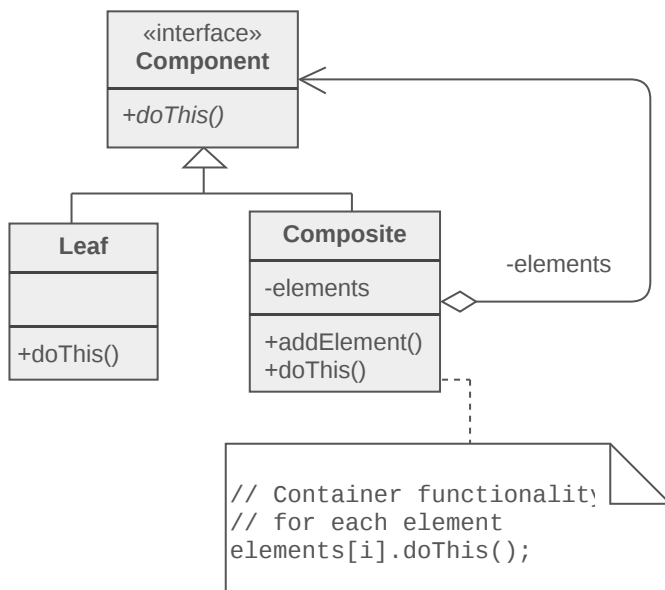 «interface»
Component
+doThis()
Leaf
+doThis()
Composite
-elements
+addElement()
+doThis()
-elements
// Container functionality
// for each element
elements[i].doThis();